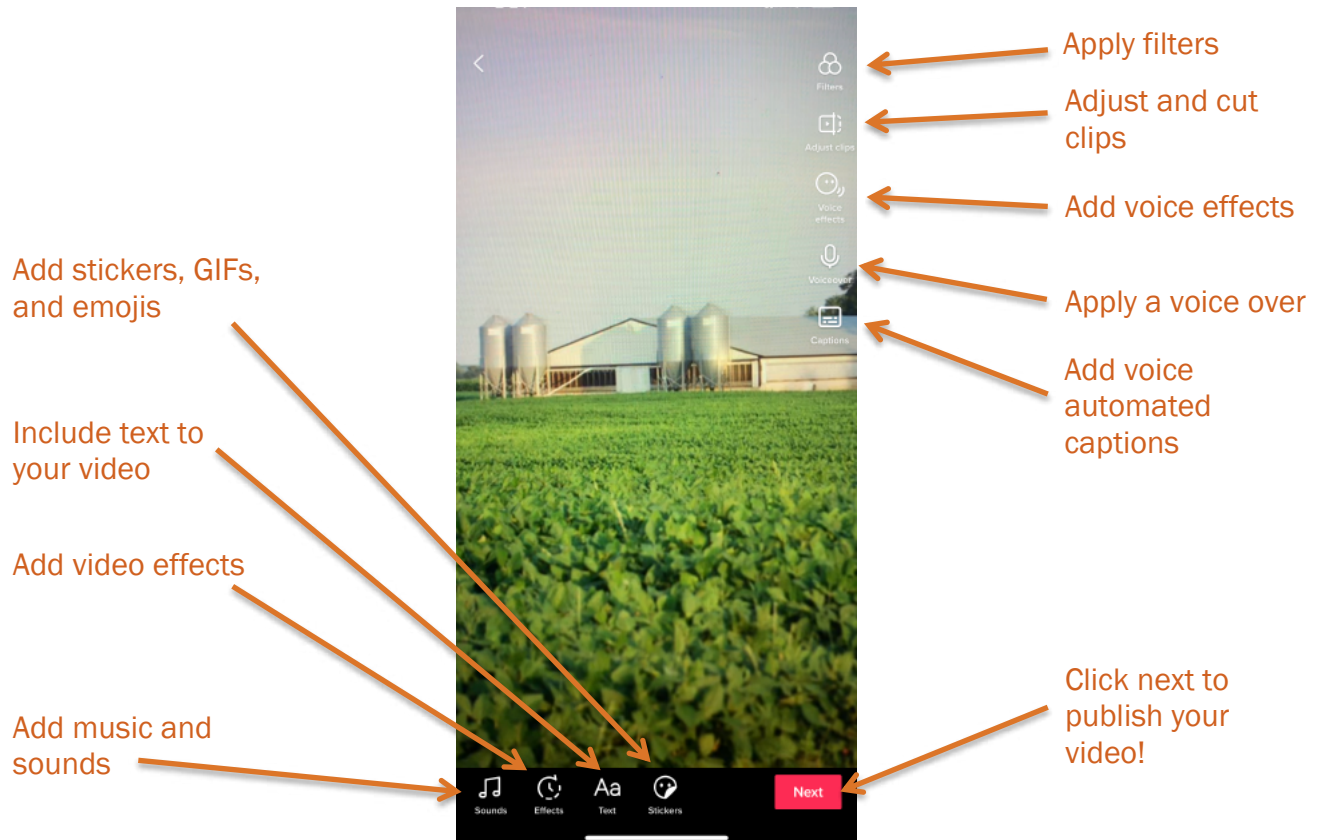 Apply filters
Filters
Adjust and cut
clips
Adjust clips
Add voice effects
Voice
effects
Add stickers, GIFs,
and emojis
Apply a voice over
Voiceover
Add voice
automated
captions
Captions
Include text to
your video
Add video effects
Add music and
sounds
Click next to
publish your
video!
Sounds
Effects
Aa
Text
Stickers
Next